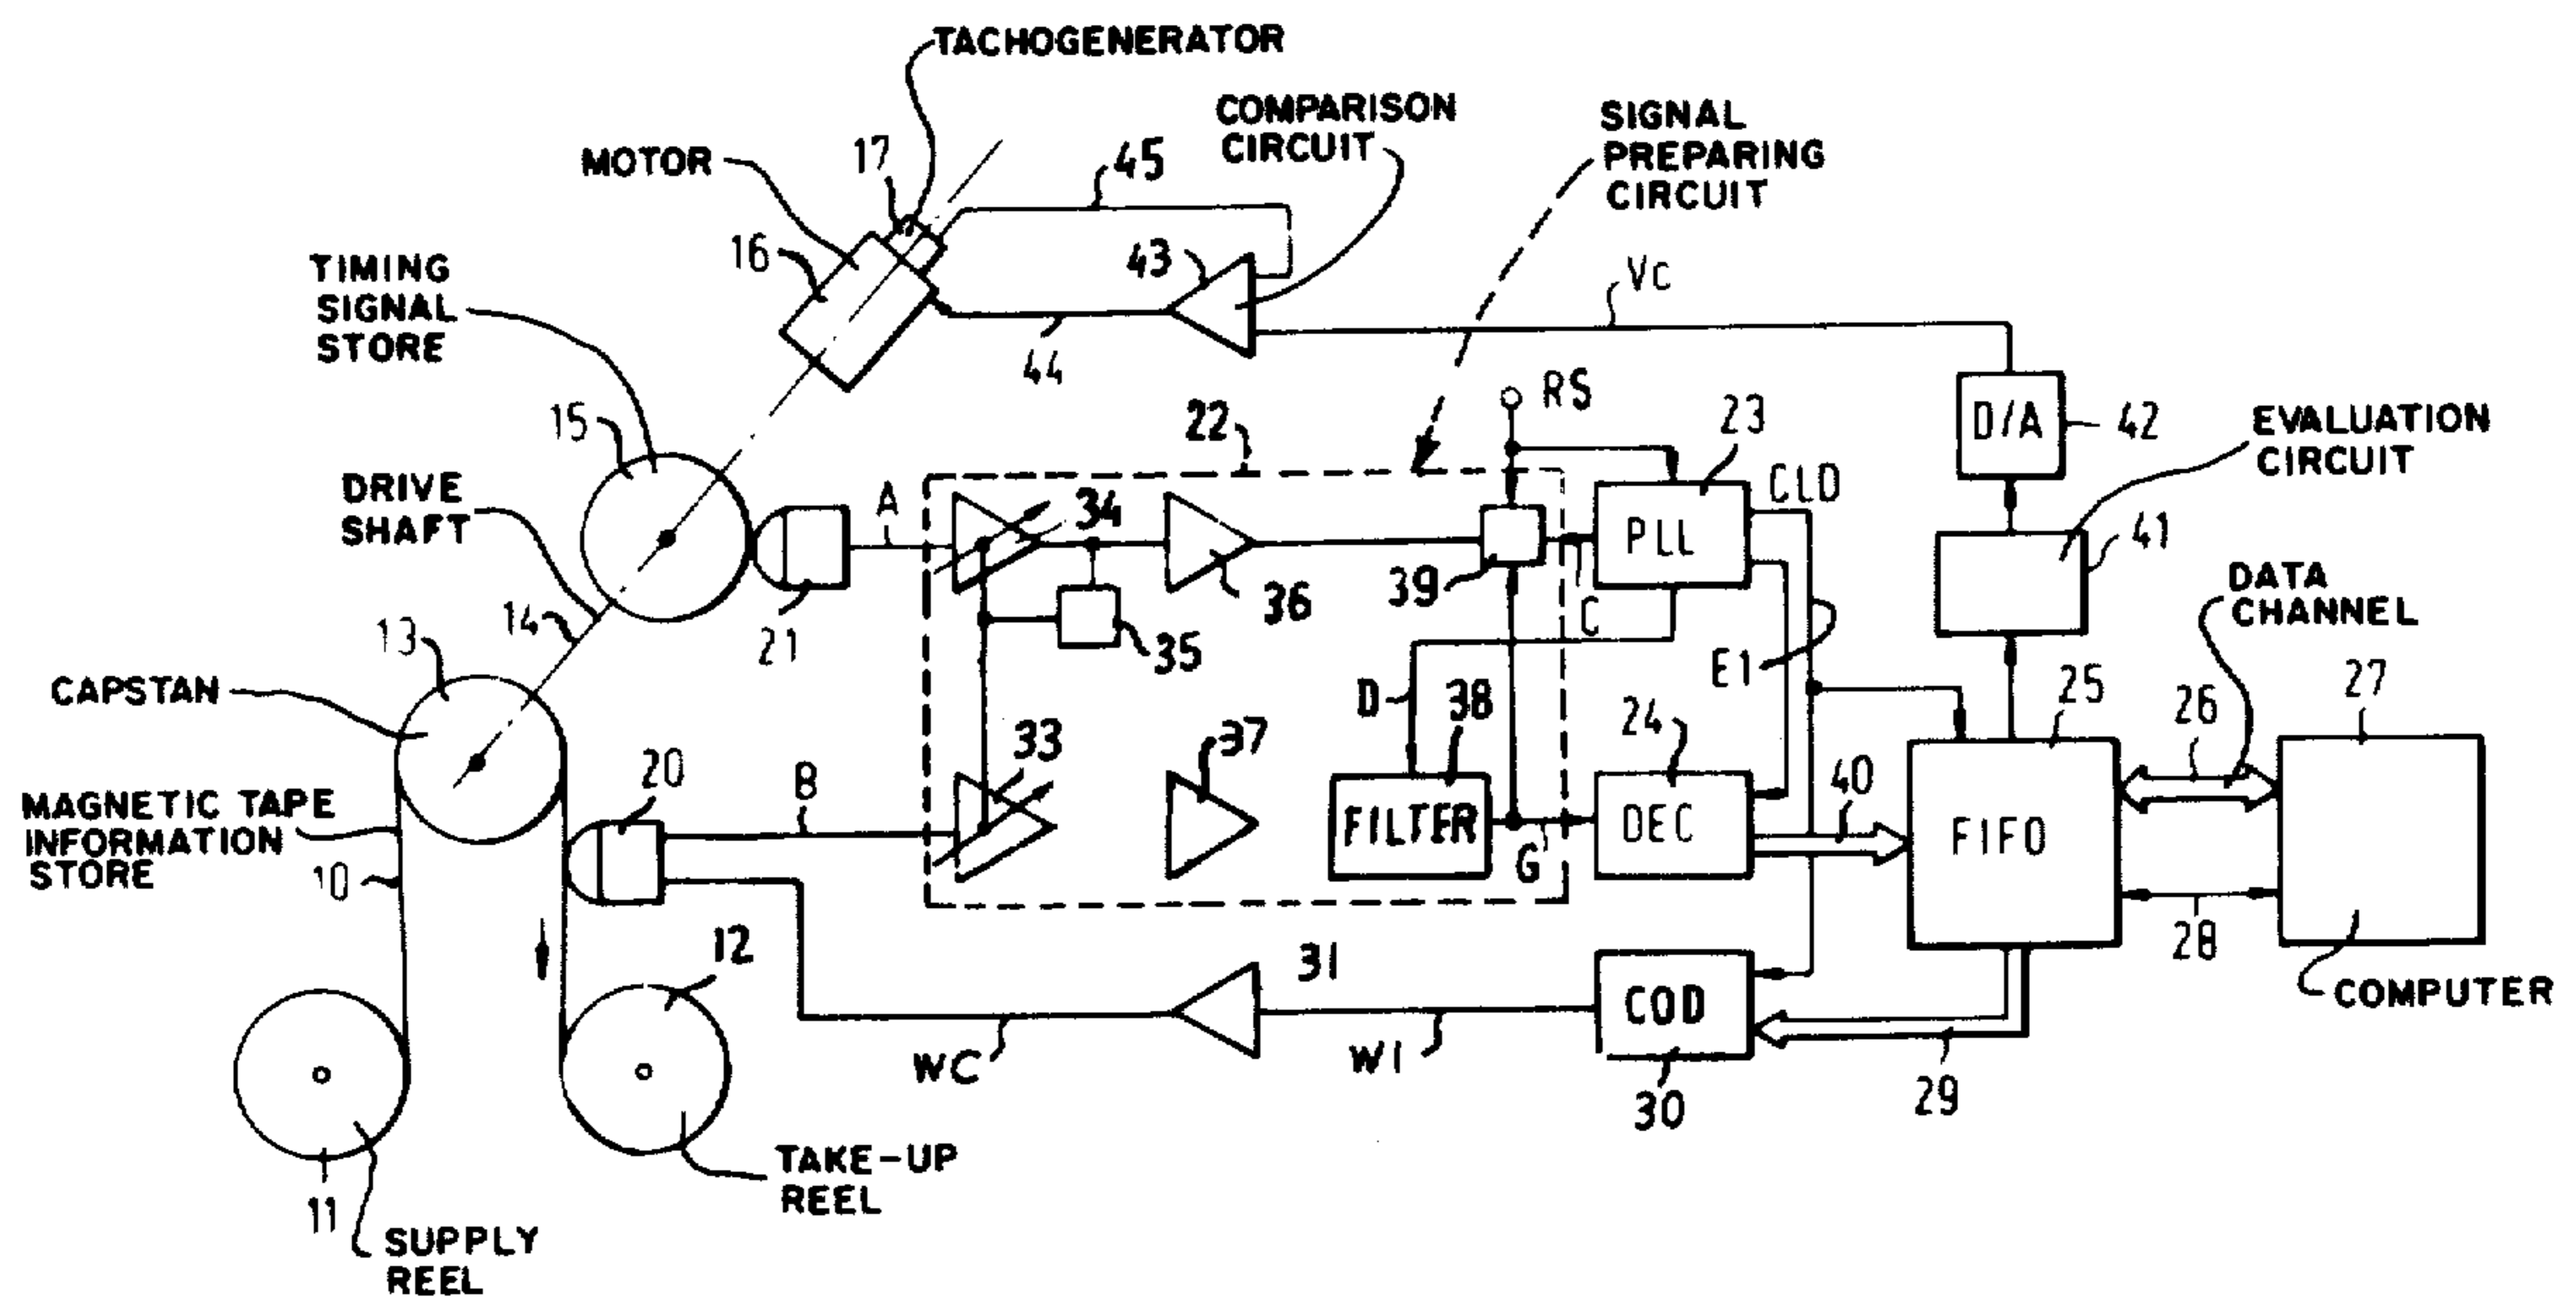 TACHOGENERATOR
COMPARISON
CIRCUIT
SIGNAL
PREPARING
CIRCUIT
MOTOR
17
45
16
43
Vc
TIMING
SIGNAL
STORE
44
RS
15
22
23
D/A
42
EVALUATION
CIRCUIT
DRIVE
SHAFT
A
34
CLD
PLL
41
14
21
36
39
C
DATA
CHANNEL
13
35
E1
CAPSTAN
D
38
24
25
26
27
33
37
20
B
40
MAGNETIC TAPE
INFORMATION
STORE
10
FILTER
G
DEC
FIFO
28
12
31
COD
COMPUTER
WC
W1
30
29
11
TAKE-UP
REEL
SUPPLY
REEL